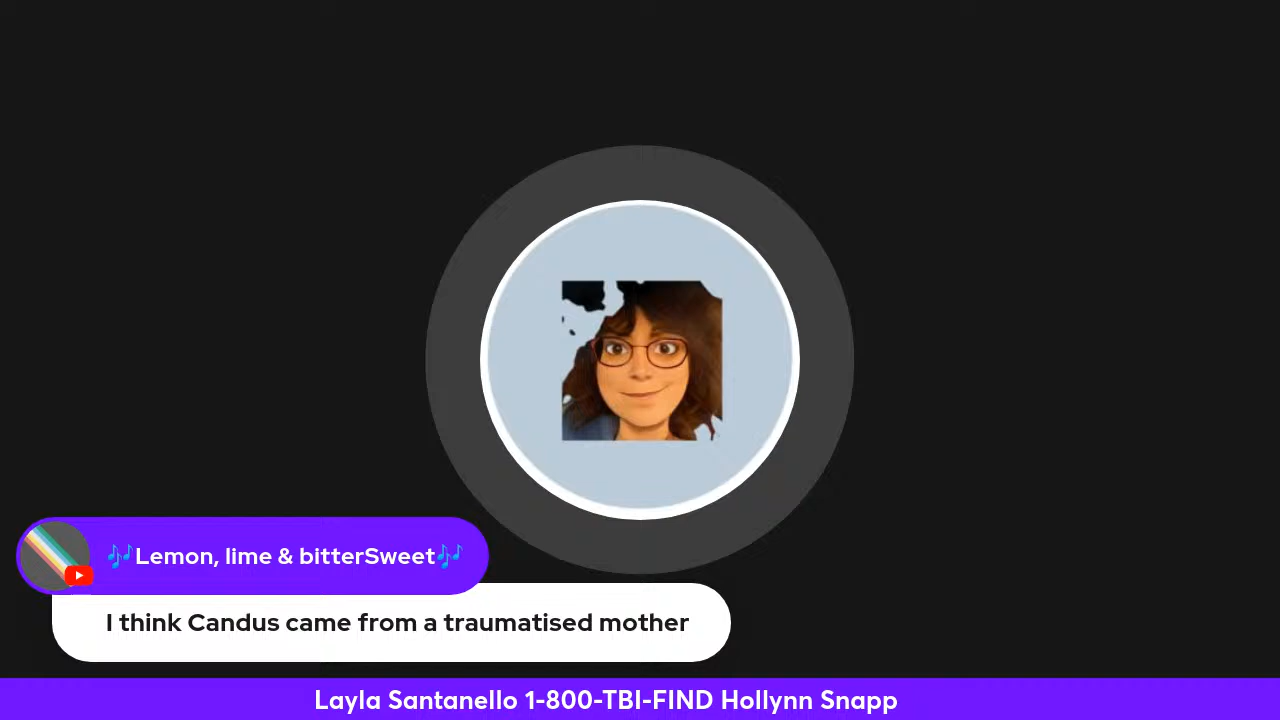 🎶Lemon, lime & bitterSweet🎶
I think Candus came from a traumatised mother
Layla Santanello 1-800-TBI-FIND Hollynn Snapp